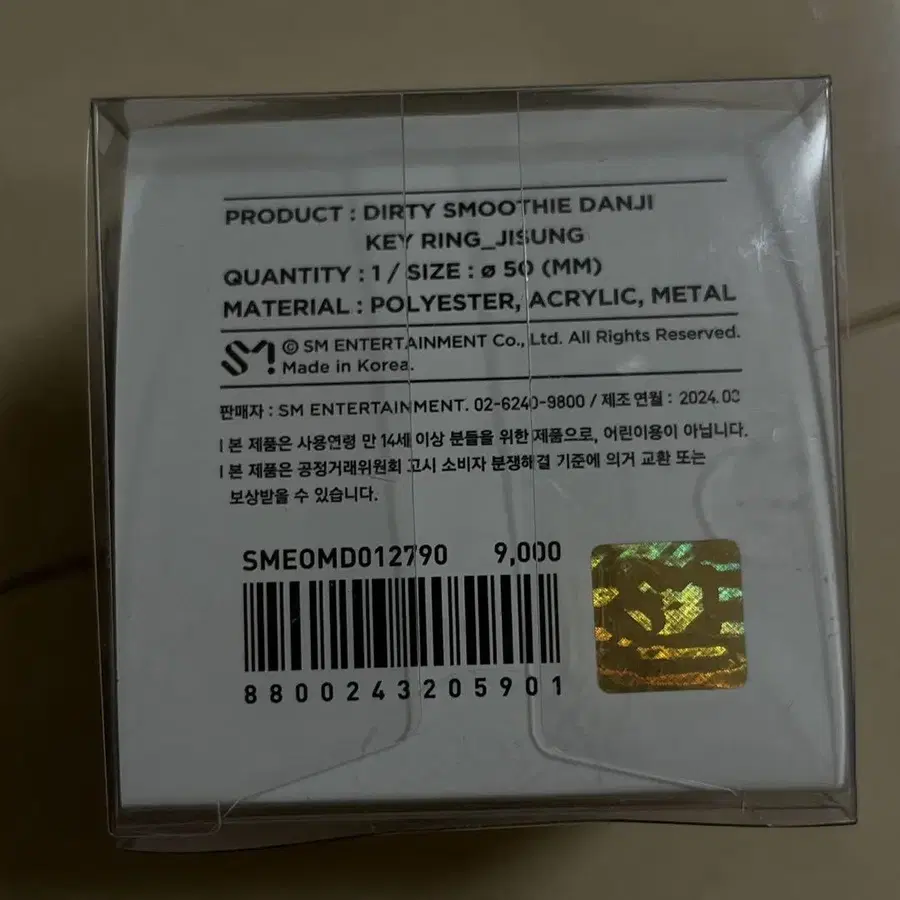 PRODUCT : DIRTY SMOOTHIE DANJI
KEY RING_JISUNG
QUANTITY : 1 / SIZE : ø 50 (MM)
MATERIAL : POLYESTER, ACRYLIC, METAL
SM! © SM ENTERTAINMENT Co., Ltd. All Rights Reserved.
Made in Korea.
판매자 : SM ENTERTAINMENT. 02-6240-9800 / 제조연월 :
l 본 제품은 사용연령 만 14세 이상 분들을 위한 제품으로, 어린이용이 아닙니다.
l 본 제품은 공정거래위원회 고시 소비자 분쟁해결 기준에 의거 교환 또는
보상받을 수 있습니다.
SMEOMD012790 9,000
8800243205901